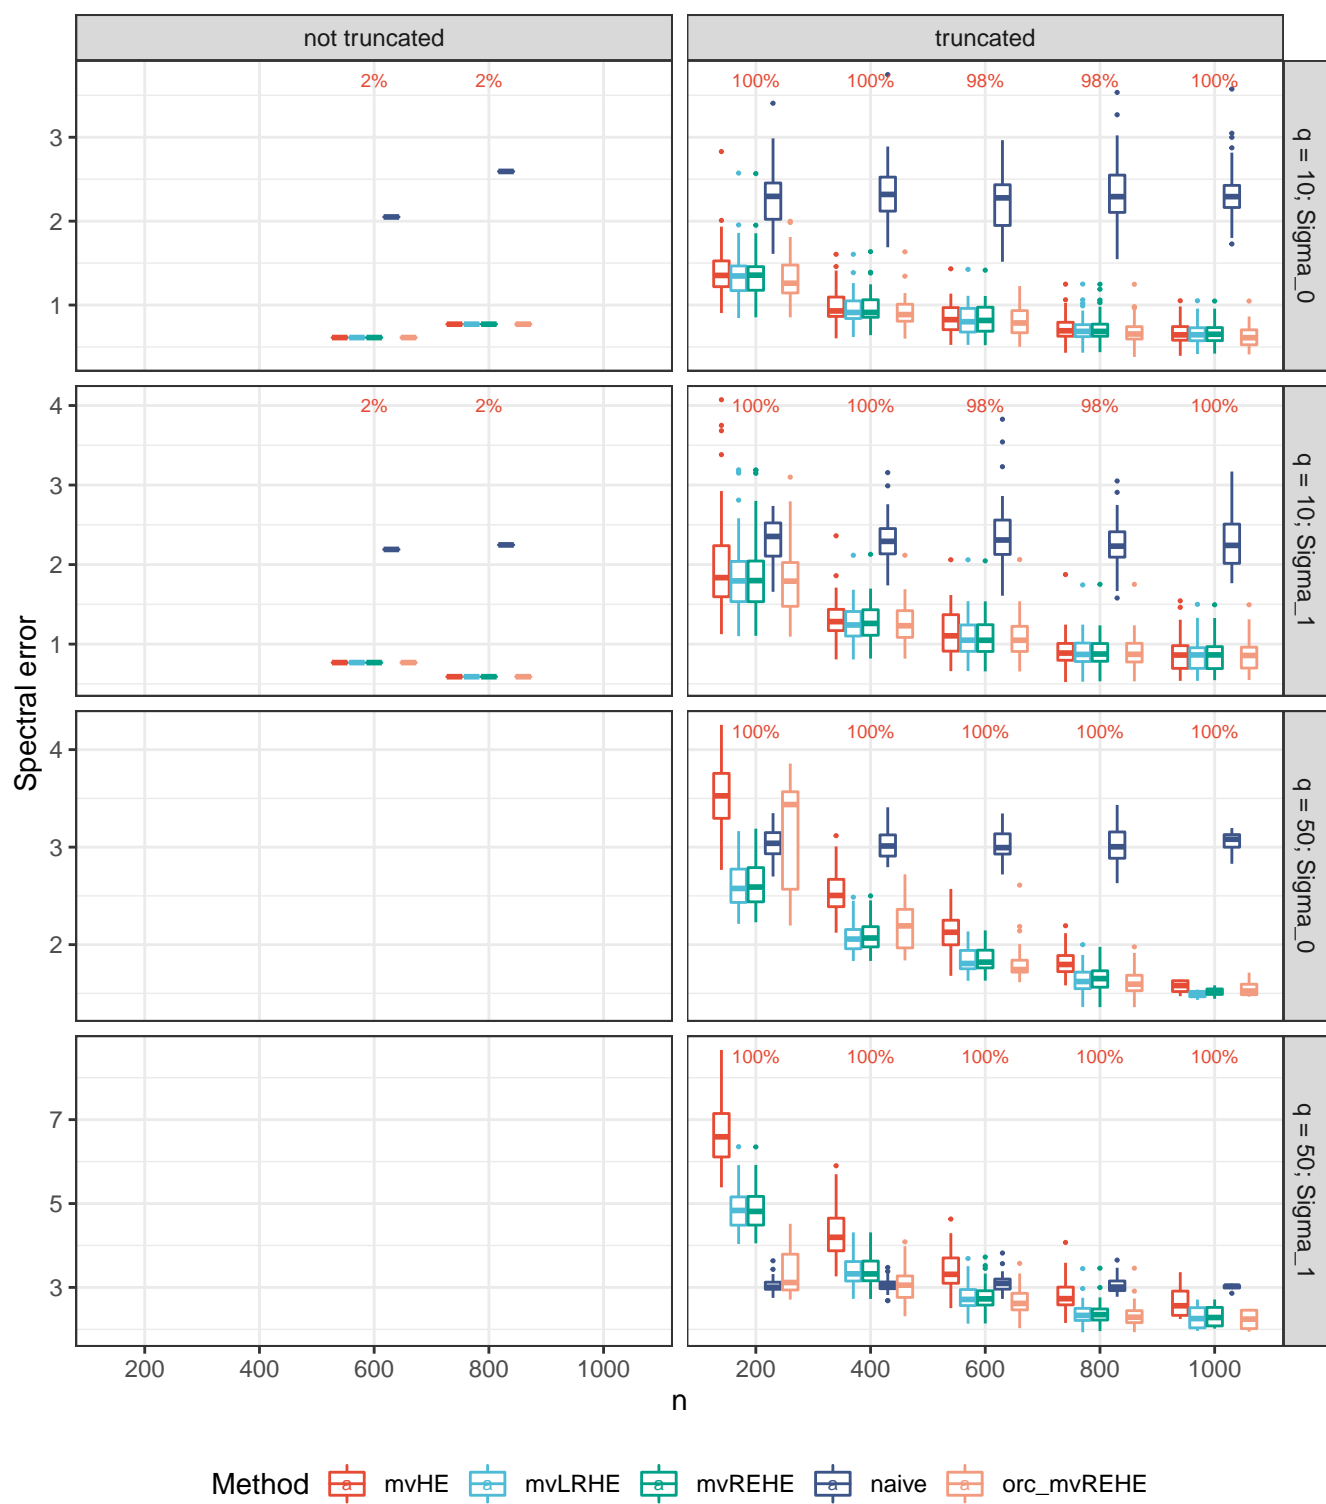 not truncated truncated
2% 2% 100% 100% 98% 98% 100%
3
2
1
q = 10; Sigma_0
2% 2% 100% 100% 98% 98% 100%
4
3
2
1
q = 10; Sigma_1
Spectral error
100% 100% 100% 100% 100%
4
3
2
q = 50; Sigma_0
100% 100% 100% 100% 100%
7
5
3
q = 50; Sigma_1
200 400 600 800 1000 200 400 600 800 1000
n
Method a mvHE a mvLRHE a mvREHE a naive a orc_mvREHE